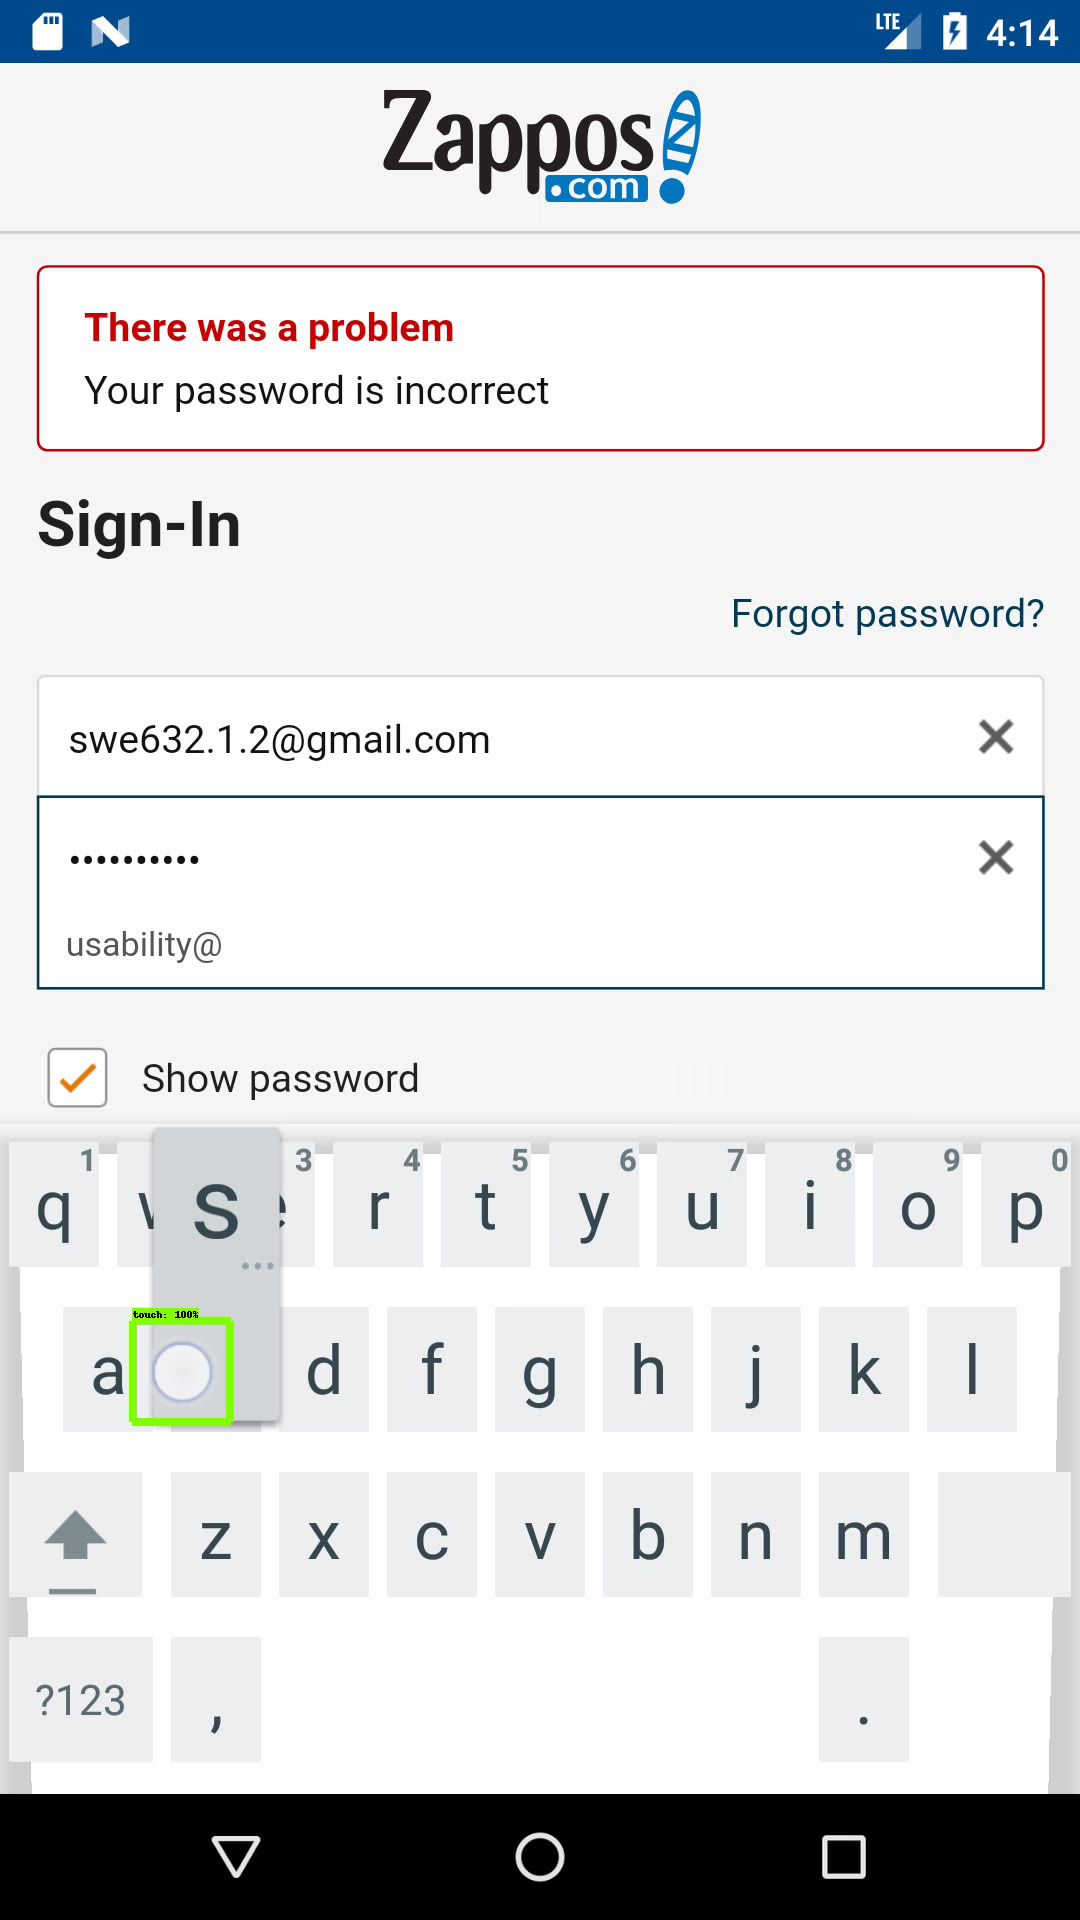 LTE 4:14
Zappos
.com
There was a problem
Your password is incorrect
Sign-In
Forgot password?
swe632.1.2@gmail.com
••••••••••
usability@
Show password
1 3 4 5 6 7 8 9 0
q w s e r t y u i o p
...
touch: 100%
a d f g h j k l
z x c v b n m
?123 , .